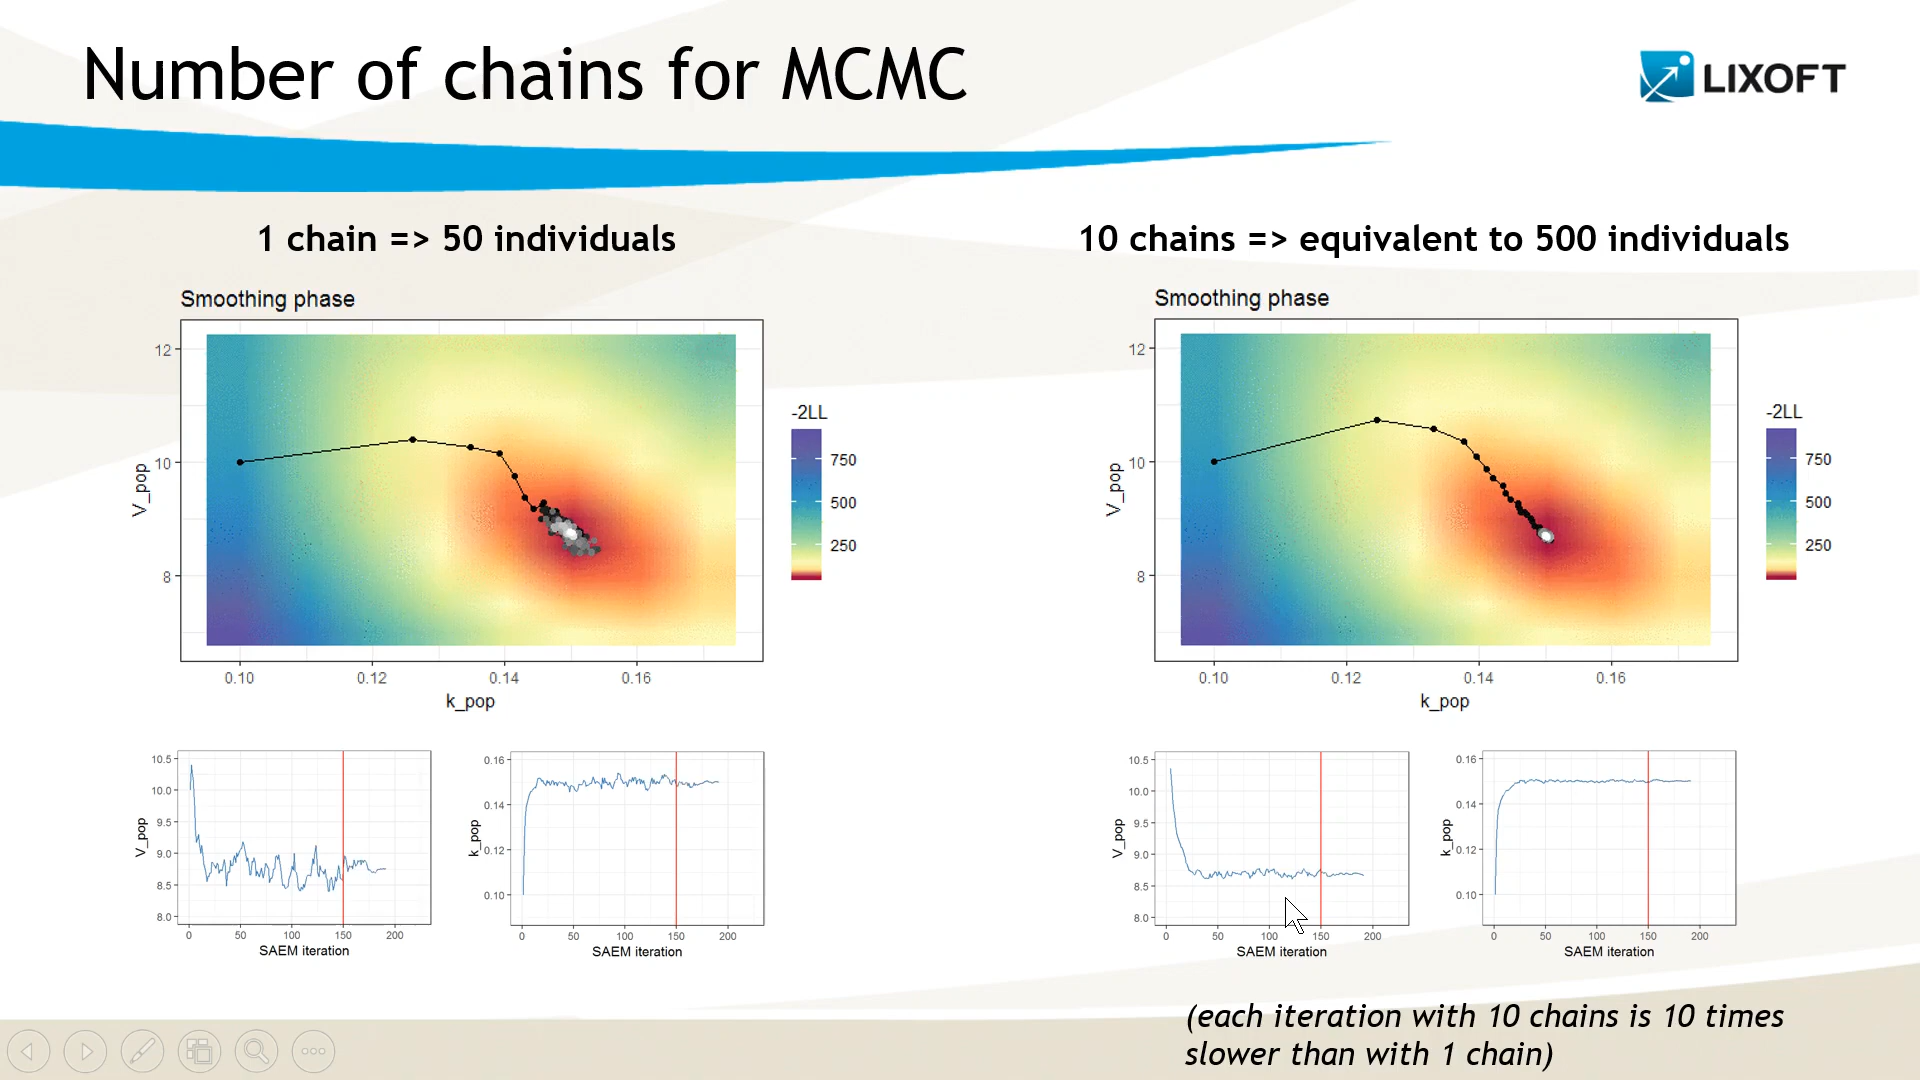 Number of chains for MCMC
LIXOFT
1 chain => 50 individuals
10 chains => equivalent to 500 individuals
Smoothing phase
12
10
8
V_pop
0.10 0.12 0.14 0.16
k_pop
-2LL
750
500
250
Smoothing phase
12
10
8
V_pop
0.10 0.12 0.14 0.16
k_pop
-2LL
750
500
250
10.5
10.0
9.5
9.0
8.5
8.0
V_pop
0 50 100 150 200
SAEM iteration
0.16
0.14
0.12
0.10
k_pop
0 50 100 150 200
SAEM iteration
10.5
10.0
9.5
9.0
8.5
8.0
V_pop
0 50 100 150 200
SAEM iteration
0.16
0.14
0.12
0.10
k_pop
0 50 100 150 200
SAEM iteration
(each iteration with 10 chains is 10 times
slower than with 1 chain)